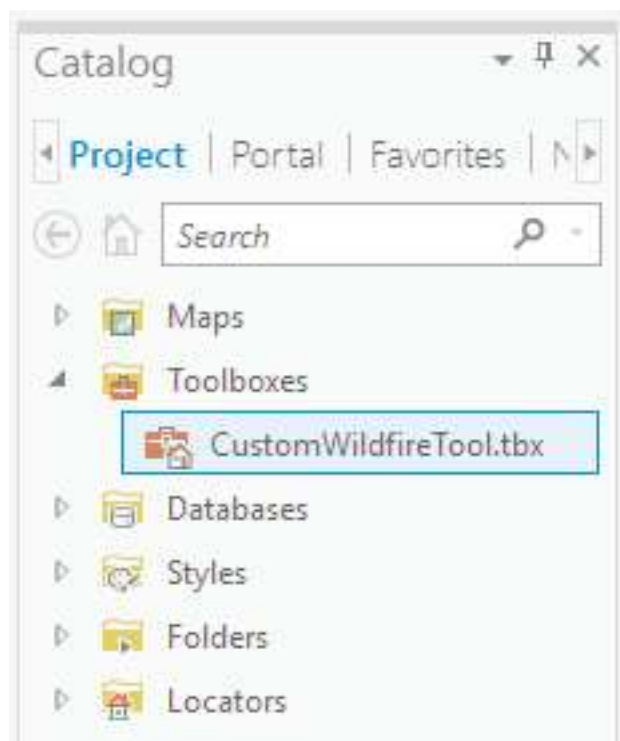 Catalog
Project | Portal | Favorites | N
Search
Maps
Toolboxes
CustomWildfireTool.tbx
Databases
Styles
Folders
Locators